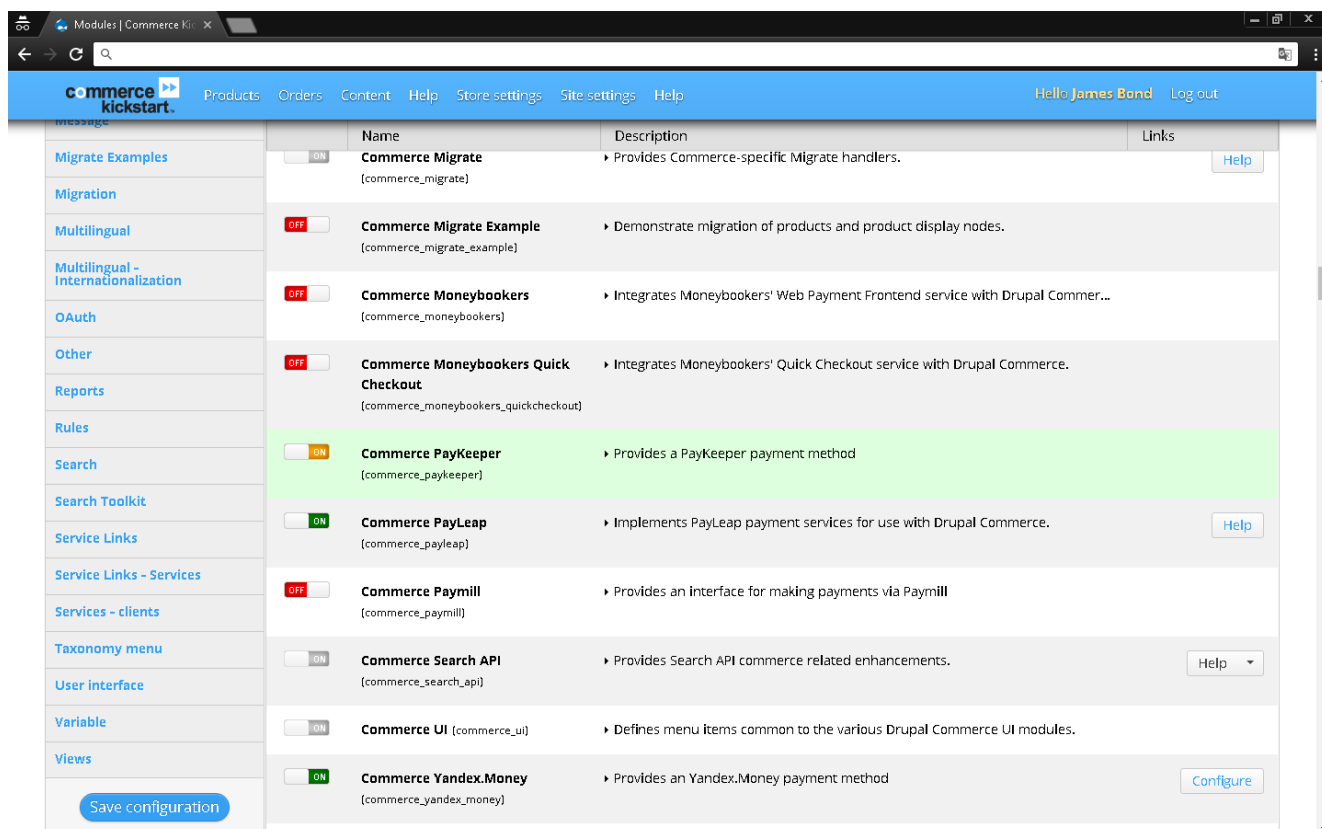 Modules | Commerce Kic
commerce kickstart
Products Orders Content Help Store settings Site settings Help
Hello James Bond Log out
Message
Migrate Examples
Migration
Multilingual
Multilingual -
Internationalization
OAuth
Other
Reports
Rules
Search
Search Toolkit
Service Links
Service Links - Services
Services - clients
Taxonomy menu
User interface
Variable
Views
Save configuration
Name Description Links
ON Commerce Migrate Provides Commerce-specific Migrate handlers. Help
(commerce_migrate)
OFF Commerce Migrate Example Demonstrate migration of products and product display nodes.
(commerce_migrate_example)
OFF Commerce Moneybookers Integrates Moneybookers' Web Payment Frontend service with Drupal Commer...
(commerce_moneybookers)
OFF Commerce Moneybookers Quick Integrates Moneybookers' Quick Checkout service with Drupal Commerce.
Checkout
(commerce_moneybookers_quickcheckout)
ON Commerce PayKeeper Provides a PayKeeper payment method
(commerce_paykeeper)
ON Commerce PayLeap Implements PayLeap payment services for use with Drupal Commerce. Help
(commerce_payleap)
OFF Commerce Paymill Provides an interface for making payments via Paymill
(commerce_paymill)
ON Commerce Search API Provides Search API commerce related enhancements. Help
(commerce_search_api)
ON Commerce UI (commerce_ui) Defines menu items common to the various Drupal Commerce UI modules.
ON Commerce Yandex.Money Provides an Yandex.Money payment method Configure
(commerce_yandex_money)